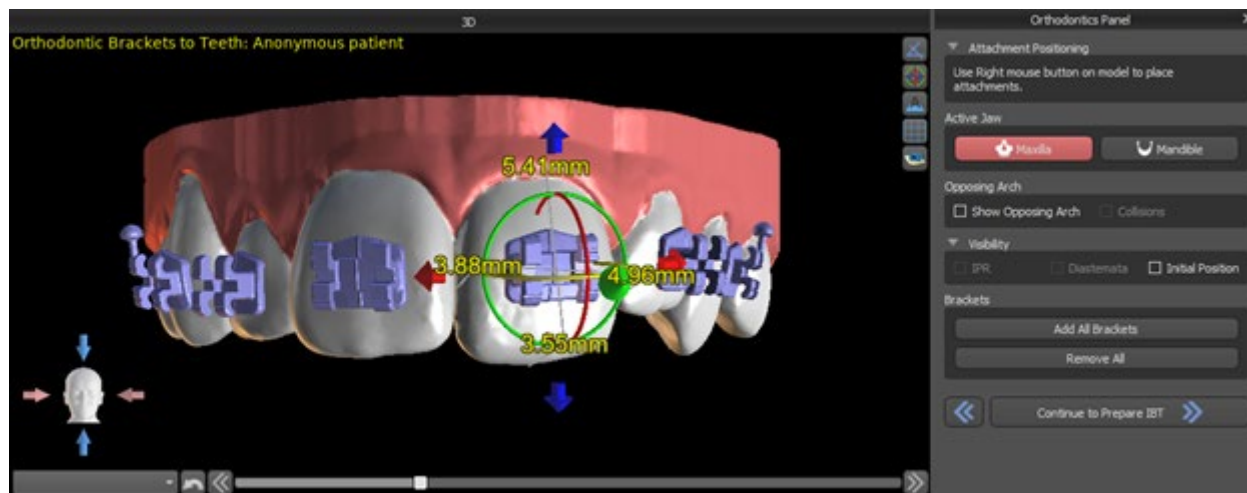 3D
Orthodontics Panel
Orthodontic Brackets to Teeth: Anonymous patient
Attachment Positioning
Use Right mouse button on model to place
attachments.
Active Jaw
Maxilla
Mandible
5.41mm
Opposing Arch
Show Opposing Arch
Collisions
Visibility
3.88mm
4.96mm
IPR
Diastemata
Initial Position
Brackets
Add All Brackets
3.55mm
Remove All
Continue to Prepare IBT